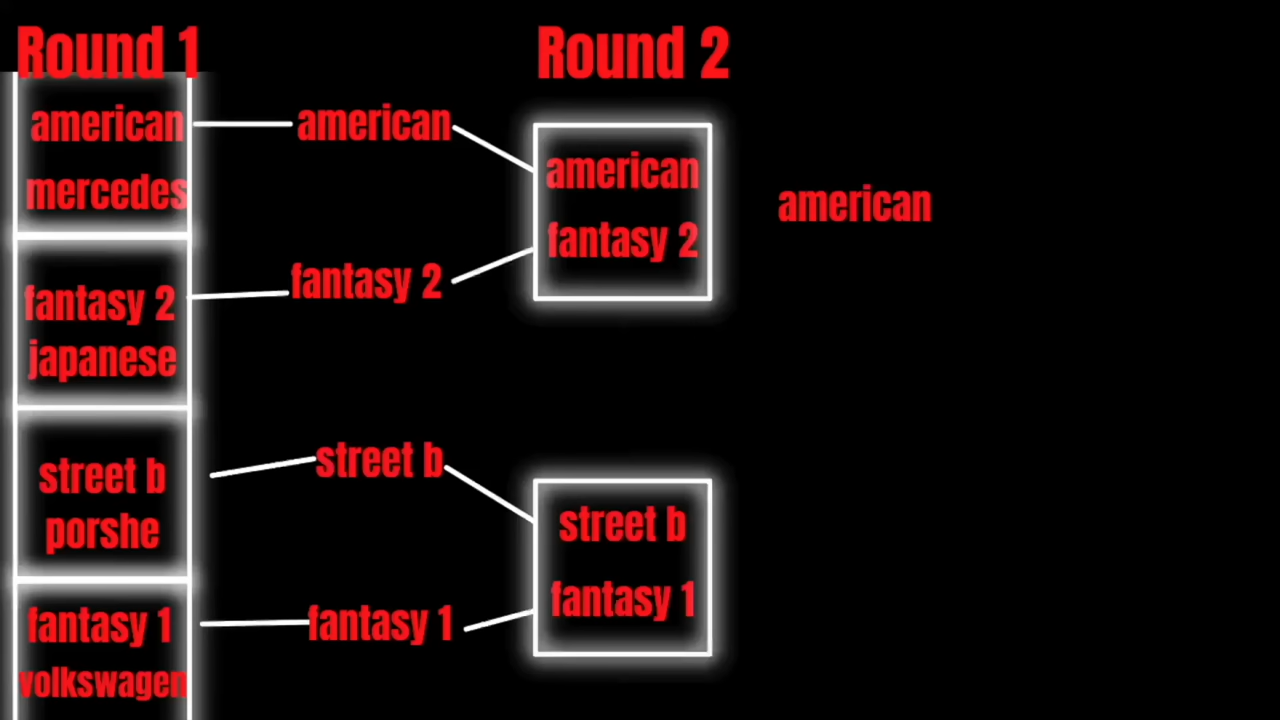 Round 1
american
mercedes
fantasy 2
japanese
street b
porshe
fantasy 1
volkswagen
american
fantasy 2
street b
fantasy 1
Round 2
american
fantasy 2
street b
fantasy 1
american